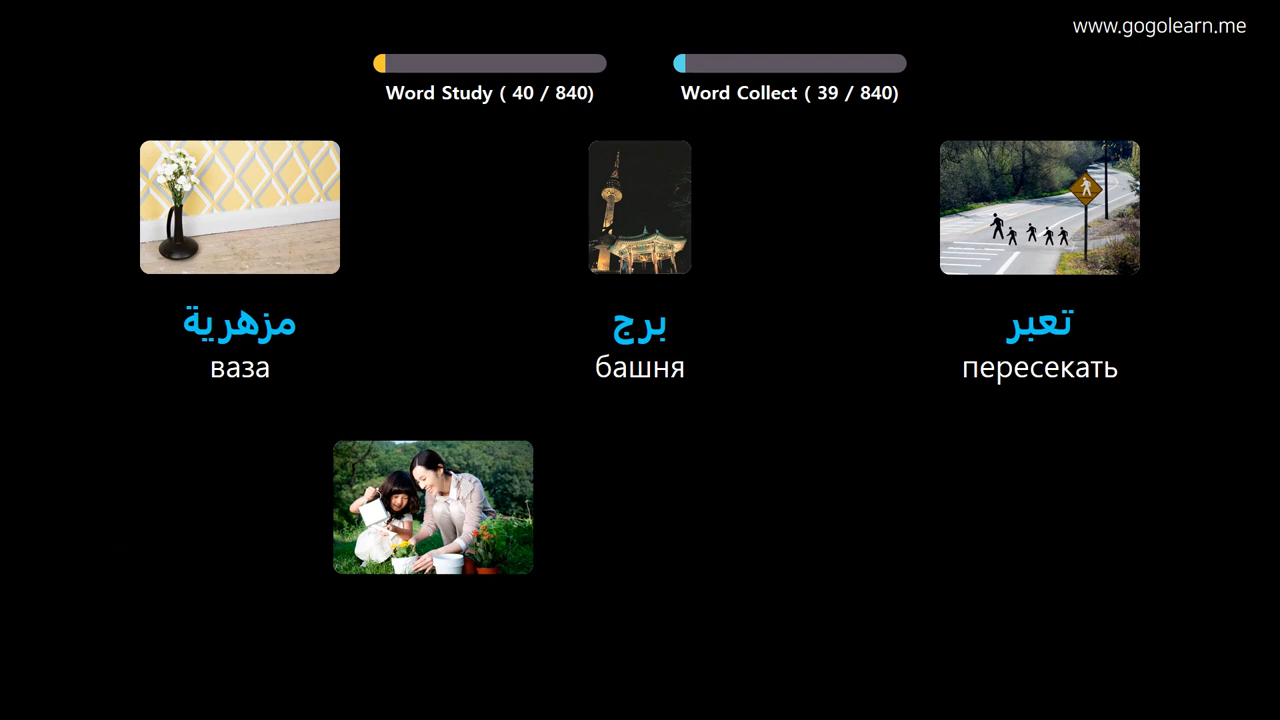 www.gogolearn.me
Word Study ( 40 / 840)
Word Collect ( 39 / 840)
مزهرية
ваза
برج
башня
تعبر
пересекать